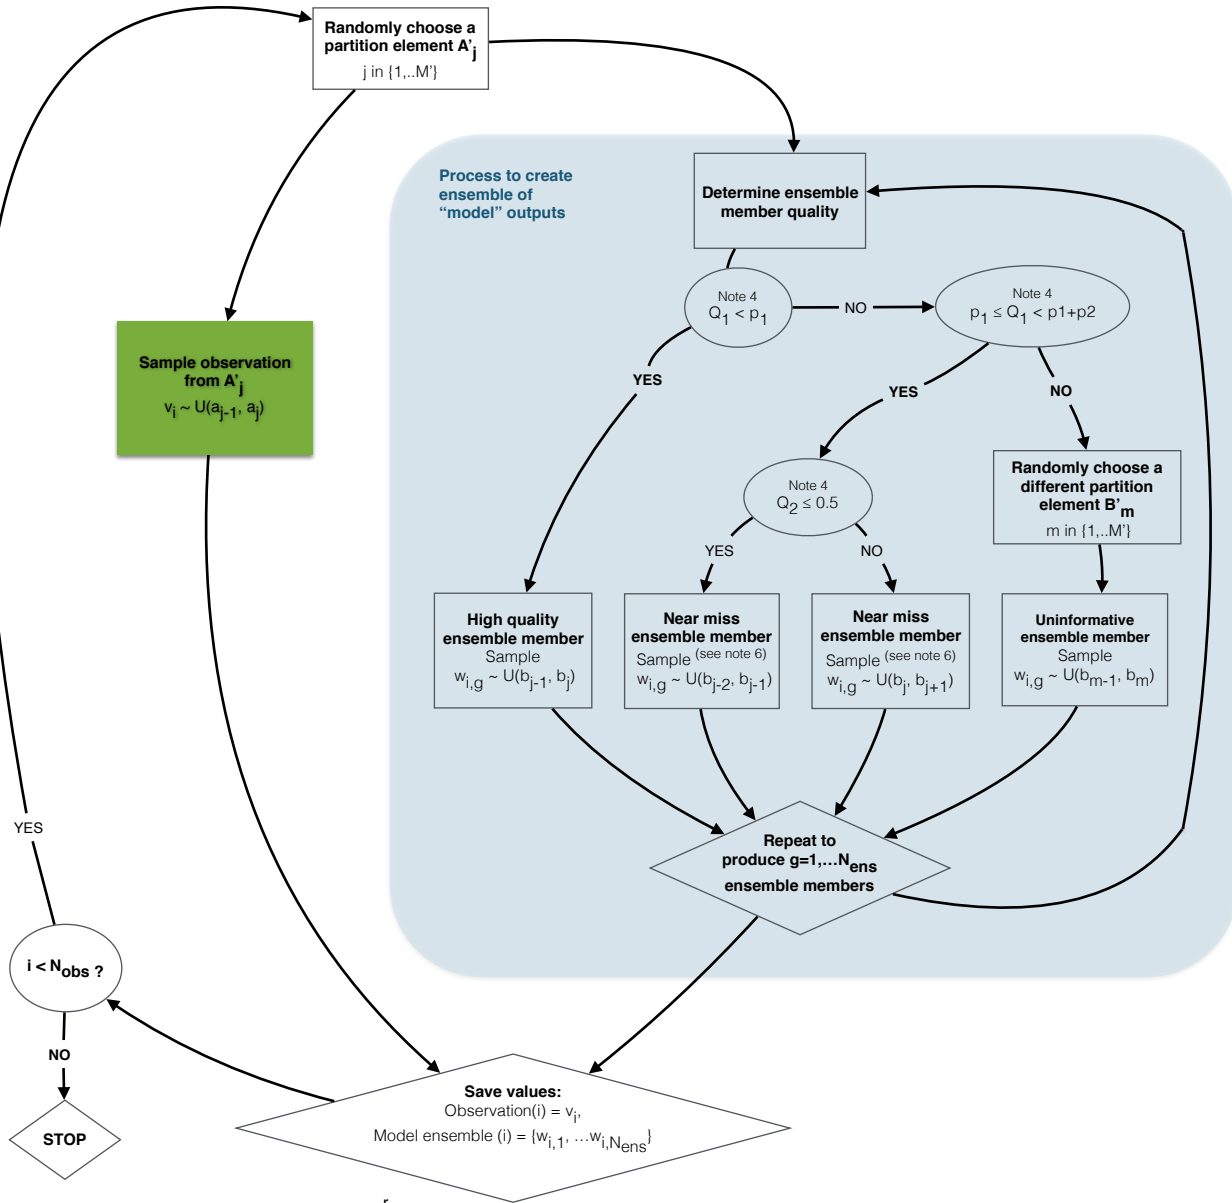 Randomly choose a
partition element A'j
j in {1,..M'}
Process to create
ensemble of
“model” outputs
Determine ensemble
member quality
Note 4
Q1 < p1
NO
Note 4
p1 ≤ Q1 < p1+p2
Sample observation
from A'j
vi ~ U(aj-1, aj)
YES
YES
NO
Note 4
Q2 ≤ 0.5
Randomly choose a
different partition
element B'm
m in {1,..M'}
YES
NO
High quality
ensemble member
Sample
wi,g ~ U(bj-1, bj)
Near miss
ensemble member
Sample (see note 6)
wi,g ~ U(bj-2, bj-1)
Near miss
ensemble member
Sample (see note 6)
wi,g ~ U(bj, bj+1)
Uninformative
ensemble member
Sample
wi,g ~ U(bm-1, bm)
YES
Repeat to
produce g=1,...Nens
ensemble members
i < Nobs ?
NO
STOP
Save values:
Observation(i) = vi,
Model ensemble (i) = {wi,1, ...wi,Nens}
r